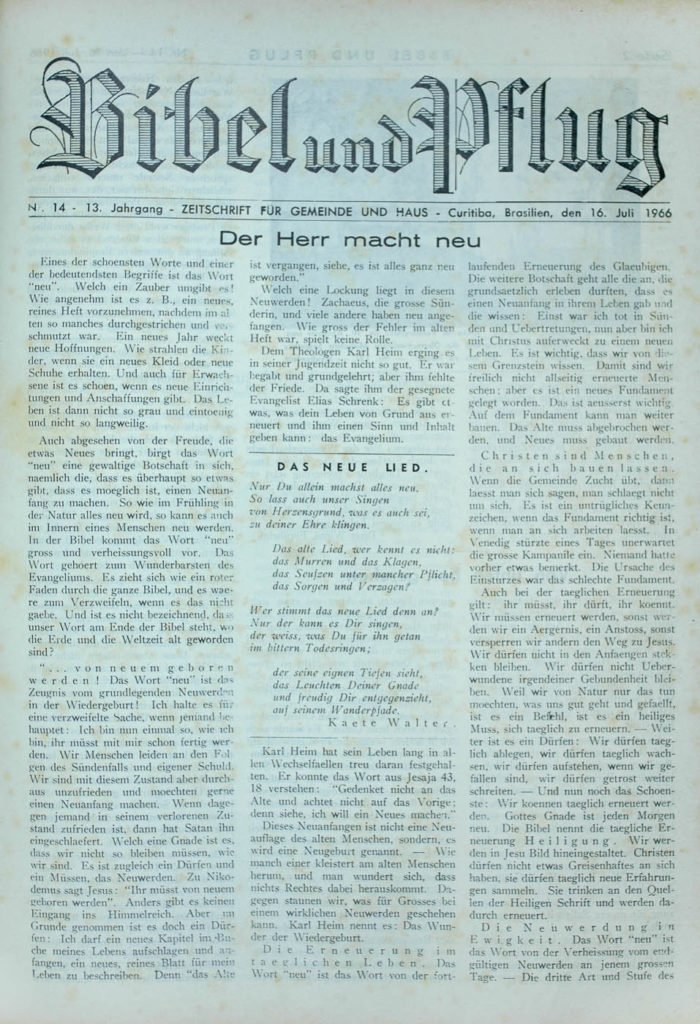 Bibel und Pflug
N. 14 - 13. Jahrgang - ZEITSCHRIFT FÜR GEMEINDE UND HAUS - Curitiba, Brasilien, den 16. Juli 1966
Der Herr macht neu
Eines der schoensten Worte und einer
der bedeutendsten Begriffe ist das Wort
"neu". Welch ein Zauber umgibt es!
Wie angenehm ist es z. B., ein neues,
reines Heft vorzunehmen, nachdem im al
ten so manches durchgestrichen und ver-
schmutzt war. Ein neues Jahr weckt
neue Hoffnungen. Wie strahlen die Kin-
der, wenn sie ein neues Kleid oder neue
Schuhe erhalten. Und auch für Erwach-
sene ist es schoen, wenn es neue Einrich-
tungen und Anschaffungen gibt. Das Le-
ben ist dann nicht so grau und eintoenig
und nicht so langweilig.
Auch abgesehen von der Freude, die
etwas Neues bringt, birgt das Wort
"neu" eine gewaltige Botschaft in sich,
naemlich die, dass es überhaupt so etwas
gibt, dass es moeglich ist, einen Neuan-
fang zu machen. So wie im Frühling in
der Natur alles neu wird, so kann es auch
im Innern eines Menschen neu werden.
In der Bibel kommt das Wort "neu"
gross und verheissungsvoll vor. Das
Wort gehoert zum Wunderbarsten des
Evangeliums. Es zieht sich wie ein roter
Faden durch die ganze Bibel, und es wae-
re zum Verzweifeln, wenn es das nicht
gaebe. Und ist es nicht bezeichnend, dass
unser Wort am Ende der Bibel steht, wo
die Erde und die Weltzeit alt geworden
sind?
"... von neuem geboren
werden! Das Wort "neu" ist das
Zeugnis vom grundlegenden Neuwerden
in der Wiedergeburt! Ich halte es für
eine verzweifelte Sache, wenn jemand be-
hauptet: Ich bin nun einmal so, wie ich
bin, ihr müsst mit mir schon fertig wer-
den. Wir Menschen leiden an den Fol-
gen des Sündenfalls und eigener Schuld.
Wir sind mit diesem Zustand aber durch-
aus unzufrieden und moechten gerne
einen Neuanfang machen. Wenn dage-
gen jemand in seinem verlorenen Zu-
stand zufrieden ist, dann hat Satan ihn
eingeschlaefert. Welch eine Gnade ist es,
dass wir nicht so bleiben müssen, wie
wir sind. Es ist zugleich ein Dürfen und
ein Müssen, das Neuwerden. Zu Niko-
demus sagt Jesus: "Ihr müsst von neuem
geboren werden". Anders gibt es keinen
Eingang ins Himmelreich. Aber im
Grunde genommen ist es doch ein Dür-
fen: Ich darf ein neues Kapitel im Bu-
che meines Lebens aufschlagen und an-
fangen, ein neues, reines Blatt für mein
Leben zu beschreiben. Denn "das Alte
ist vergangen, siehe, es ist alles ganz neu
geworden."
Welch eine Lockung liegt in diesem
Neuwerden! Zachaeus, die grosse Sün-
derin, und viele andere haben neu ange-
fangen. Wie gross der Fehler im alten
Heft war, spielt keine Rolle.
Dem Theologen Karl Heim erging es
in seiner Jugendzeit nicht so gut. Er war
begabt und grundgelehrt; aber ihm fehlte
der Friede. Da sagte ihm der gesegnete
Evangelist Elias Schrenk: Es gibt et-
was, was dein Leben von Grund aus er-
neuert und ihm einen Sinn und Inhalt
geben kann: das Evangelium.
DAS NEUE LIED.
Nur Du allein machst alles neu,
So lass auch unser Singen
von Herzensgrund, was es auch sei,
zu deiner Ehre klingen.
Das alte Lied, wer kennt es nicht:
das Murren und das Klagen,
das Seufzen unter mancher Pflicht,
das Sorgen und Verzagen?
Wer stimmt das neue Lied denn an?
Nur der kann es Dir singen,
der weiss, was Du für ihn getan
im bittern Todesringen;
der seine eignen Tiefen sieht,
das Leuchten Deiner Gnade
und freudig Dir entgegenzieht,
auf seinem Wanderpfade.
Kaete Walter.
Karl Heim hat sein Leben lang in al-
len Wechselfaellen treu daran festgehal-
ten. Er konnte das Wort aus Jesaja 43,
18 verstehen: "Gedenket nicht an das
Alte und achtet nicht auf das Vorige;
denn siehe, ich will ein Neues machen."
Dieses Neuanfangen ist nicht eine Neu-
auflage des alten Menschen, sondern, es
wird eine Neugeburt genannt. — Wie
manch einer kleistert am alten Menschen
herum, und man wundert sich, dass
nichts Rechtes dabei herauskommt. Da-
gegen staunen wir, was für Grosses bei
einem wirklichen Neuwerden geschehen
kann. Karl Heim nennt es: Das Wun-
der der Wiedergeburt.
Die Erneuerung im
taeglichen Leben. Das
Wort "neu" ist das Wort von der fort-
laufenden Erneuerung des Glaeubigen.
Die weitere Botschaft geht alle die an, die
grundsaetzlich erleben durften, dass es
einen Neuanfang in ihrem Leben gab und
die wissen: Einst war ich tot in Sün-
den und Uebertretungen, nun aber bin ich
mit Christus auferweckt zu einem neuen
Leben. Es ist wichtig, dass wir von die-
sem Grenzstein wissen. Damit sind wir
freilich nicht allseitig erneuerte Men-
schen; aber es ist ein neues Fundament
gelegt worden. Das ist aeusserst wichtig.
Auf dem Fundament kann man weiter
bauen. Das Alte muss abgebrochen wer-
den, und Neues muss gebaut werden.
Christen sind Menschen,
die an sich bauen lassen.
Wenn die Gemeinde Zucht übt, dann
laesst man sich sagen, man schlaegt nicht
um sich. Es ist ein untrügliches Kenn-
zeichen, wenn das Fundament richtig ist,
wenn man an sich arbeiten laesst. In
Venedig stürzte eines Tages unerwartet
die grosse Kampanile ein. Niemand hatte
vorher etwas bemerkt. Die Ursache des
Einsturzes war das schlechte Fundament.
Auch bei der taeglichen Erneuerung
gilt: ihr müsst, ihr dürft, ihr koennt.
Wir müssen erneuert werden, sonst wer-
den wir ein Aergernis, ein Anstoss, sonst
versperren wir andern den Weg zu Jesus.
Wir dürfen nicht in den Anfaengen stek-
ken bleiben. Wir dürfen nicht Ueber-
wundene irgendeiner Gebundenheit blei-
ben. Weil wir von Natur nur das tun
moechten, was uns gut geht und gefaellt,
ist es ein Befehl, ist es ein heiliges
Muss, sich taeglich zu erneuern. — Wei-
ter ist es ein Dürfen: Wir dürfen taeg-
lich ablegen, wir dürfen taeglich wach-
sen, wir dürfen aufstehen, wenn wir ge-
fallen sind, wir dürfen getrost weiter
schreiten. — Und nun noch das Schoen-
ste: Wir koennen taeglich erneuert wer-
den. Gottes Gnade ist jeden Morgen
neu. Die Bibel nennt die taegliche Er-
neuerung Heiligung. Wir wer-
den in Jesu Bild hineingestaltet. Christen
dürfen nicht etwas Greisenhaftes an sich
haben, sie dürfen taeglich neue Erfahrun-
gen sammeln. Sie trinken an den Quel-
len der Heiligen Schrift und werden da-
durch erneuert.
Die Neuwerdung in
Ewigkeit. Das Wort "neu" ist
das Wort von der Verheissung vom end-
gültigen Neuwerden an jenem grossen
Tage. — Die dritte Art und Stufe des